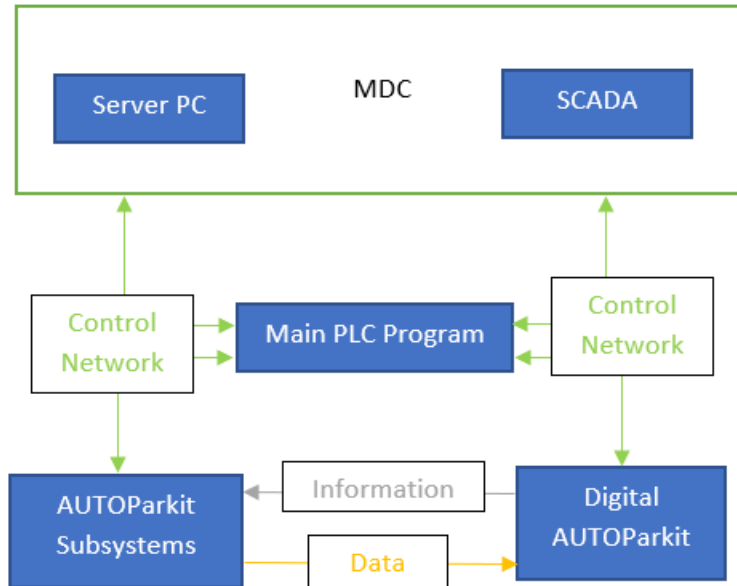 Server PC
MDC
SCADA
Control
Network
Main PLC Program
Control
Network
AUTOParkit
Subsystems
Information
Data
Digital
AUTOParkit